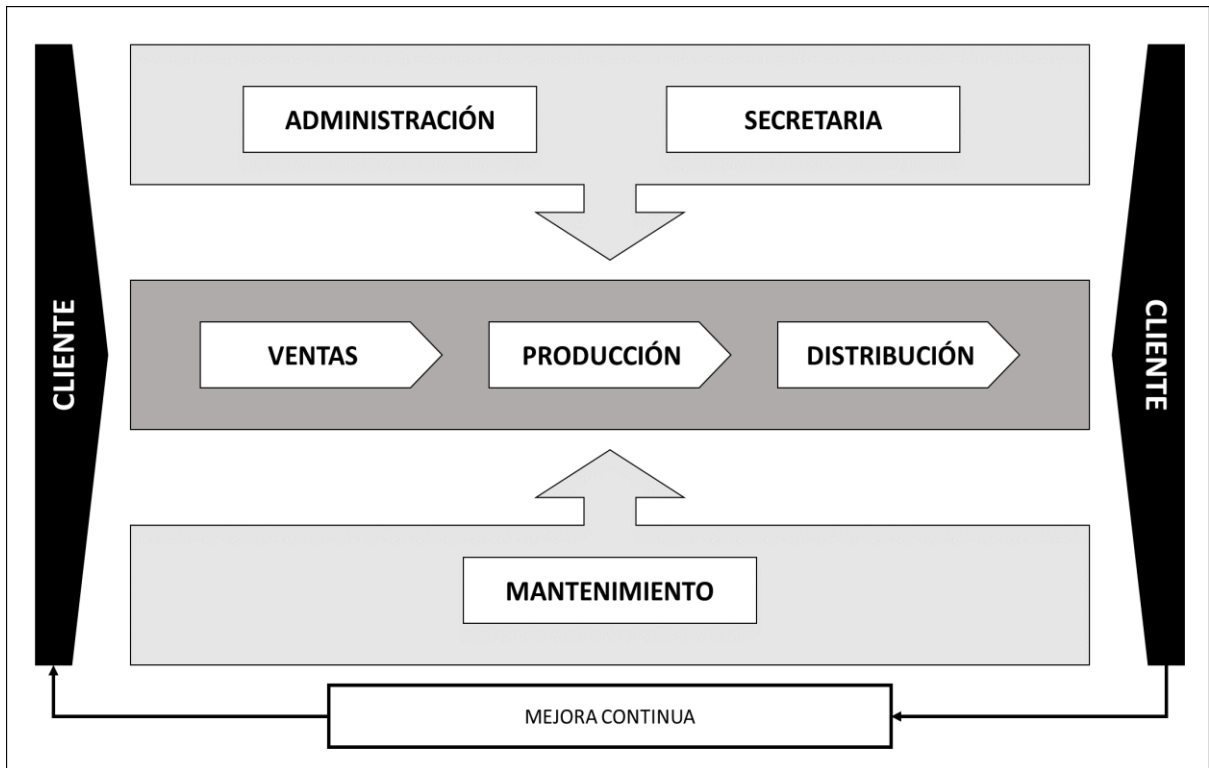 ADMINISTRACIÓN
SECRETARIA
CLIENTE
VENTAS
PRODUCCIÓN
DISTRIBUCIÓN
CLIENTE
MANTENIMIENTO
MEJORA CONTINUA